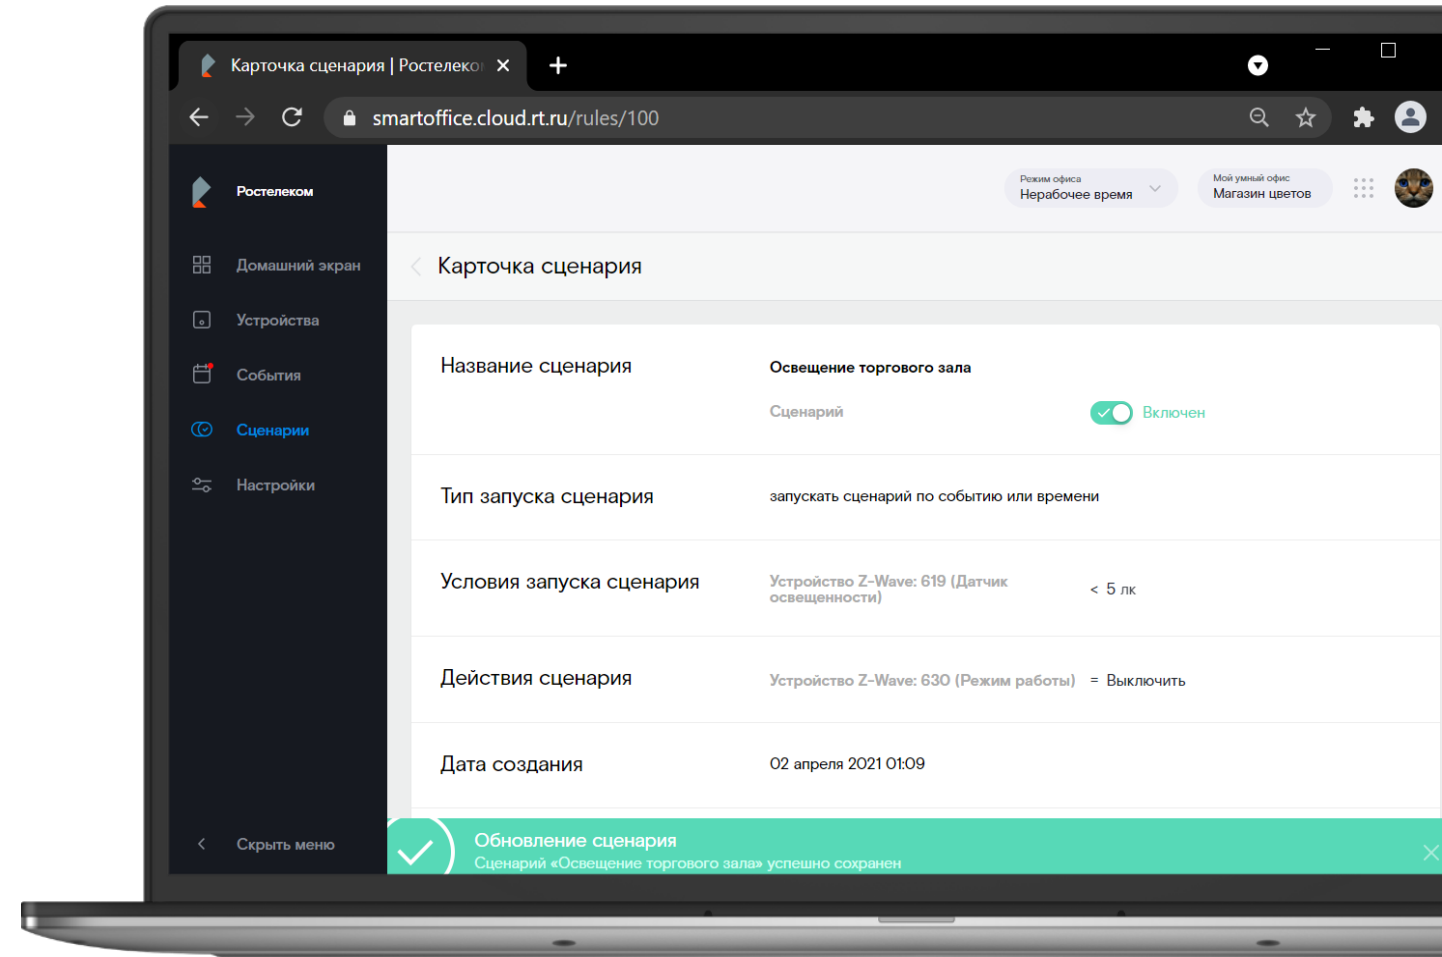 Карточка сценария | Ростелеко
smartoffice.cloud.rt.ru/rules/100
Ростелеком
Режим офиса
Нерабочее время
Мой умный офис
Магазин цветов
Домашний экран
Устройства
События
Сценарии
Настройки
Скрыть меню
Карточка сценария
Название сценария
Освещение торгового зала
Сценарий
Включен
Тип запуска сценария
запускать сценарий по событию или времени
Условия запуска сценария
Устройство Z-Wave: 619 (Датчик
освещенности)
< 5 лк
Действия сценария
Устройство Z-Wave: 630 (Режим работы)
= Выключить
Дата создания
02 апреля 2021 01:09
Обновление сценария
Сценарий «Освещение торгового зала» успешно сохранен